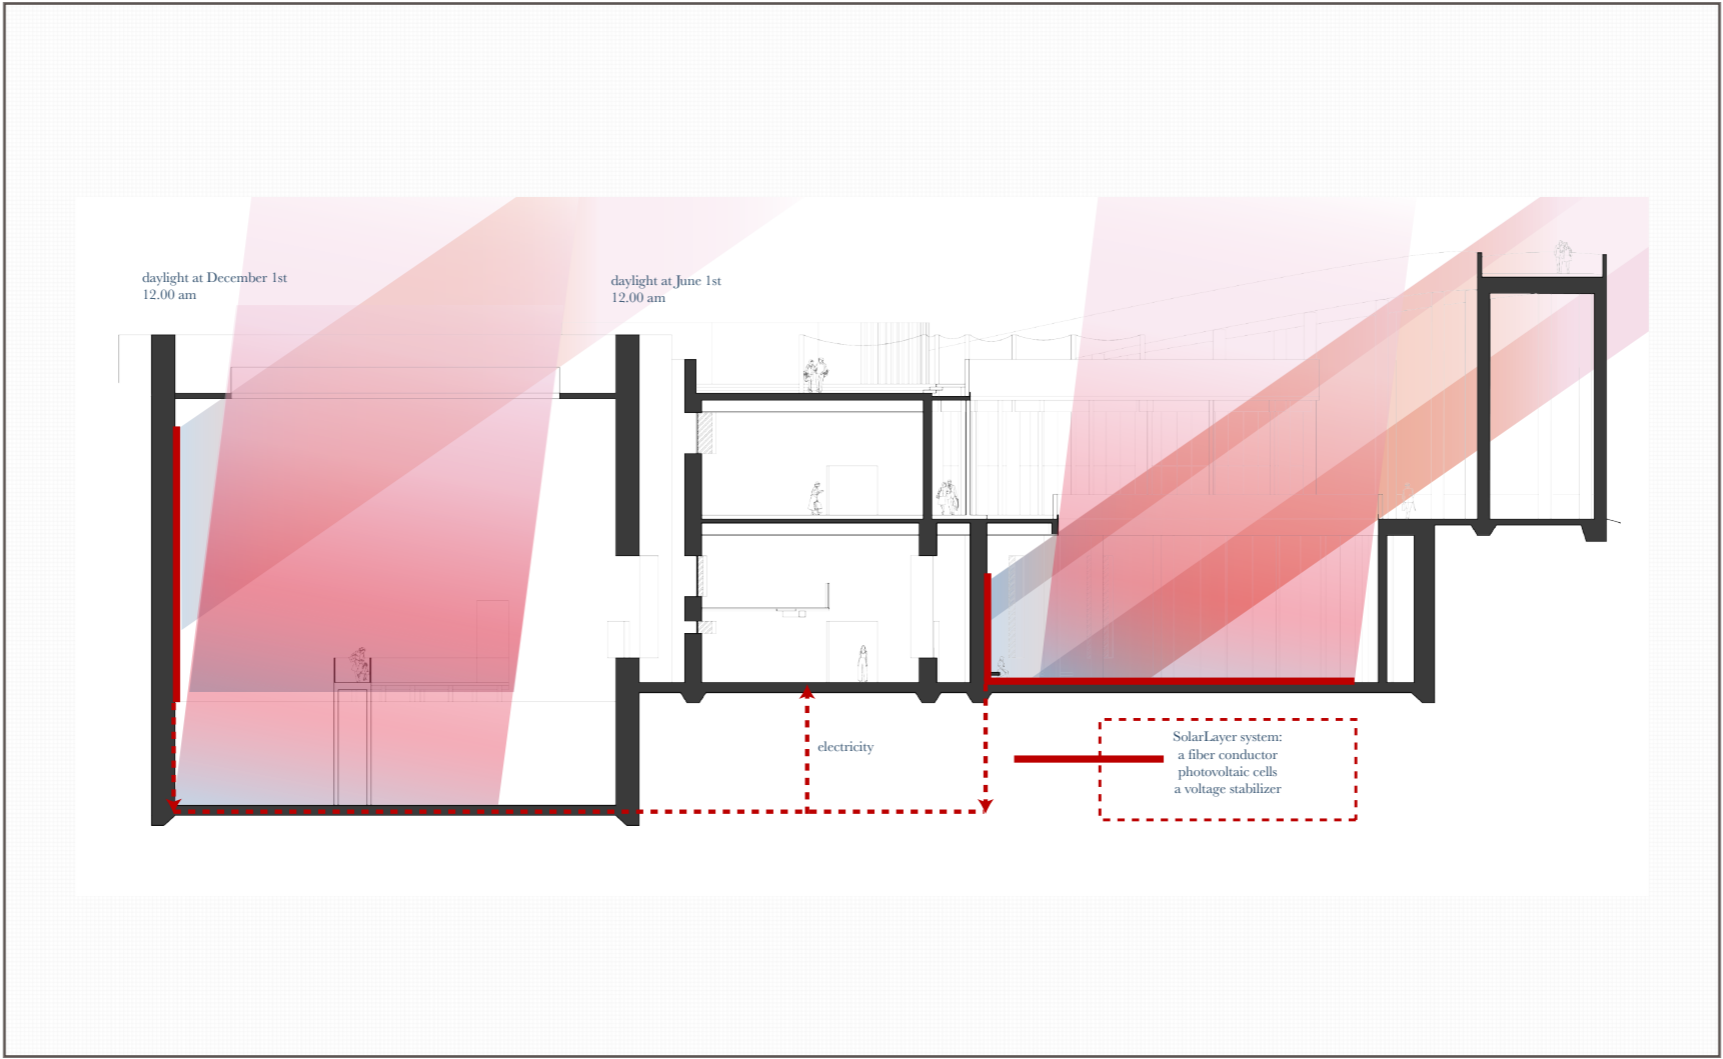 daylight at December 1st
12.00 am
daylight at June 1st
12.00 am
electricity
SolarLayer system:
a fiber conductor
photovoltaic cells
a voltage stabilizer